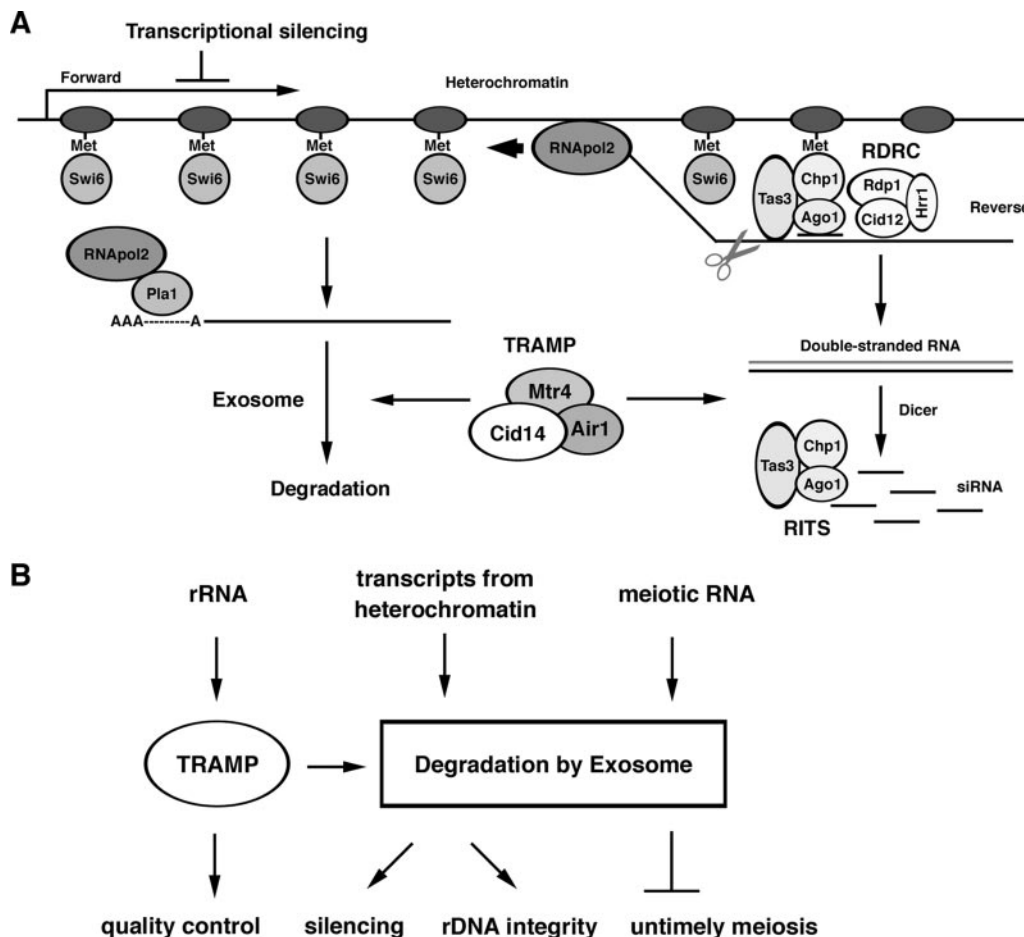 A
Transcriptional silencing
Forward
Heterochromatin
Met
Met
Met
Met
RNApol2
Met
Met
RDRC
Swi6
Swi6
Swi6
Swi6
Swi6
Tas3
Chp1
Ago1
Rdp1
Cid12
Hrr1
Reverse
RNApol2
Pla1
AAA---------A
Double-stranded RNA
TRAMP
Mtr4
Cid14
Air1
Exosome
Dicer
Degradation
Tas3
Chp1
Ago1
siRNA
RITS
B
rRNA
transcripts from
heterochromatin
meiotic RNA
TRAMP
Degradation by Exosome
quality control
silencing
rDNA integrity
untimely meiosis